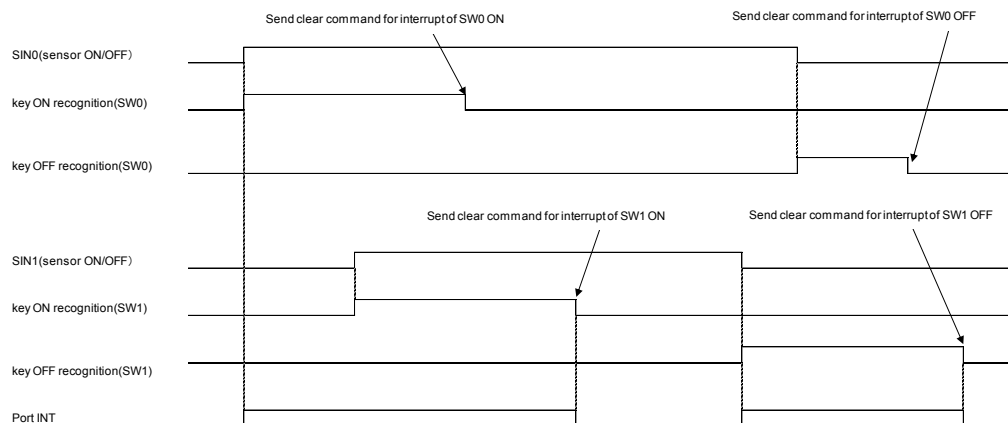 Send clear command for interrupt of SW0 ON
Send clear command for interrupt of SW0 OFF
SIN0(sensor ON/OFF)
key ON recognition(SW0)
key OFF recognition(SW0)
Send clear command for interrupt of SW1 ON
Send clear command for interrupt of SW1 OFF
SIN1(sensor ON/OFF)
key ON recognition(SW1)
key OFF recognition(SW1)
Port INT